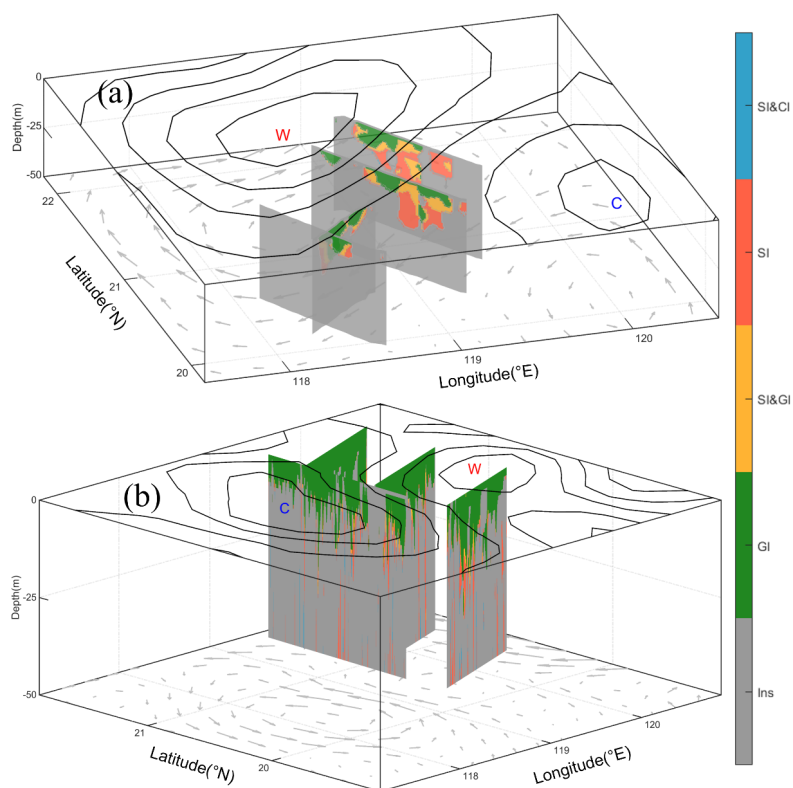 (a)
W
C
0
-25
-50
Depth(m)
22
21
20
Latitude(°N)
118
119
120
Longitude(°E)
(b)
C
W
0
-25
-50
Depth(m)
21
20
Latitude(°N)
118
119
120
Longitude(°E)
SI&CI
SI
SI&GI
GI
Ins